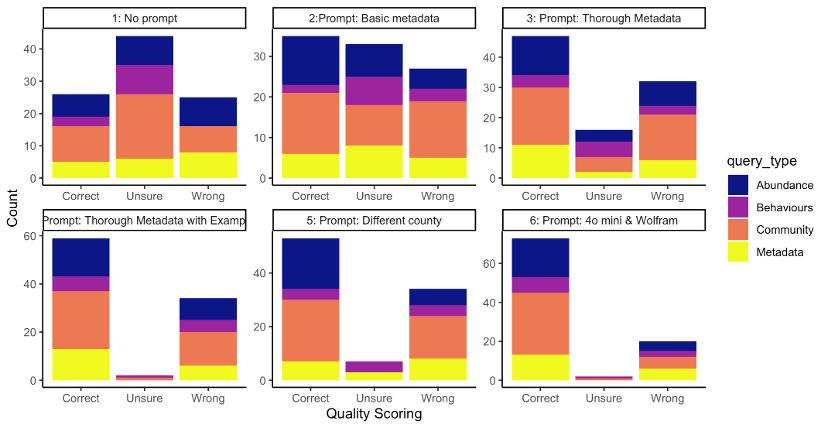 1: No prompt
2:Prompt: Basic metadata
3: Prompt: Thorough Metadata
40
30
20
10
0
30
20
10
0
40
30
20
10
0
Correct Unsure Wrong
Correct Unsure Wrong
Correct Unsure Wrong
Count
Prompt: Thorough Metadata with Examp
5: Prompt: Different county
6: Prompt: 4o mini & Wolfram
60
40
20
0
40
20
0
60
40
20
0
Correct Unsure Wrong
Correct Unsure Wrong
Correct Unsure Wrong
Quality Scoring
query_type
Abundance
Behaviours
Community
Metadata